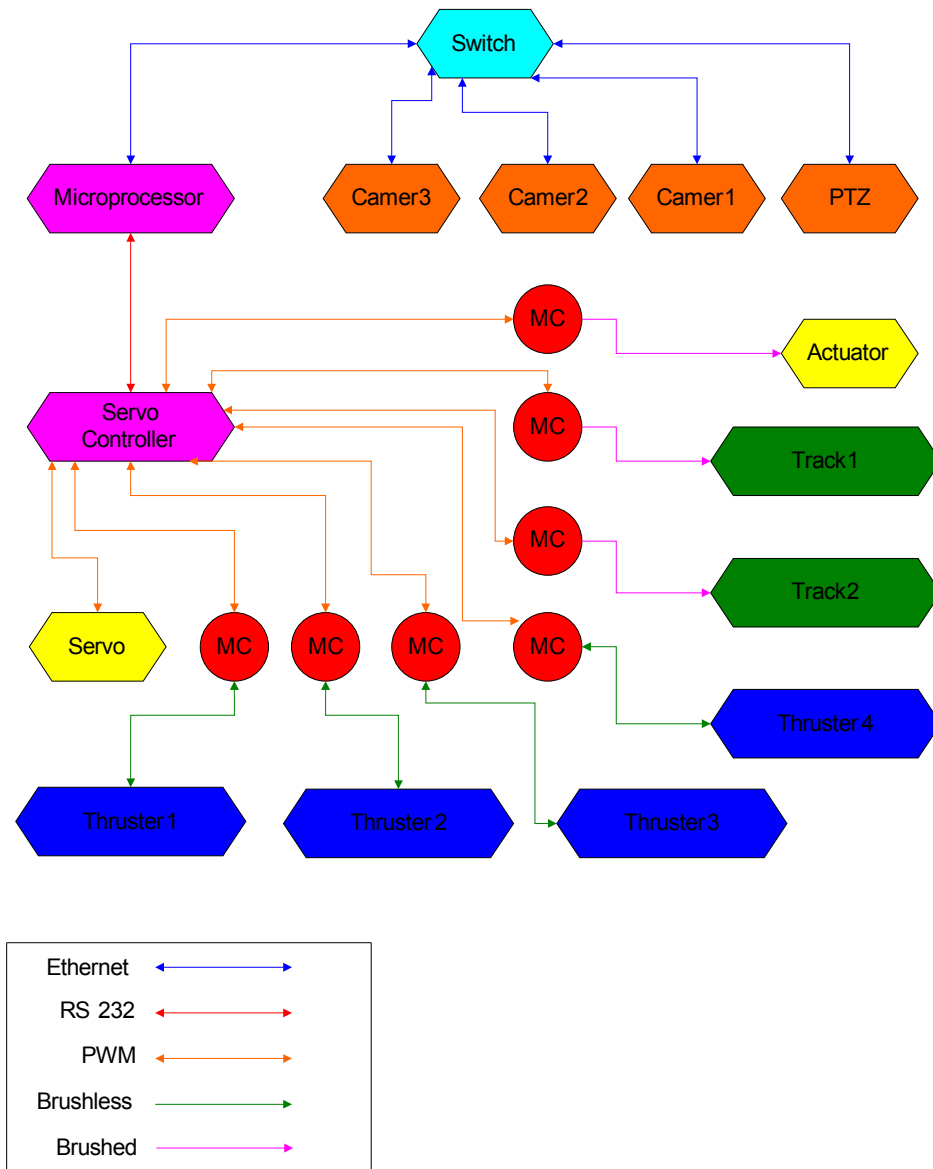 Switch
Microprocessor
Camer3
Camer2
Camer1
PTZ
MC
Actuator
Servo
Controller
MC
Track1
MC
Track2
Servo
MC
MC
MC
MC
Thruster 4
Thruster 1
Thruster 2
Thruster 3
Ethernet
RS 232
PWM
Brushless
Brushed